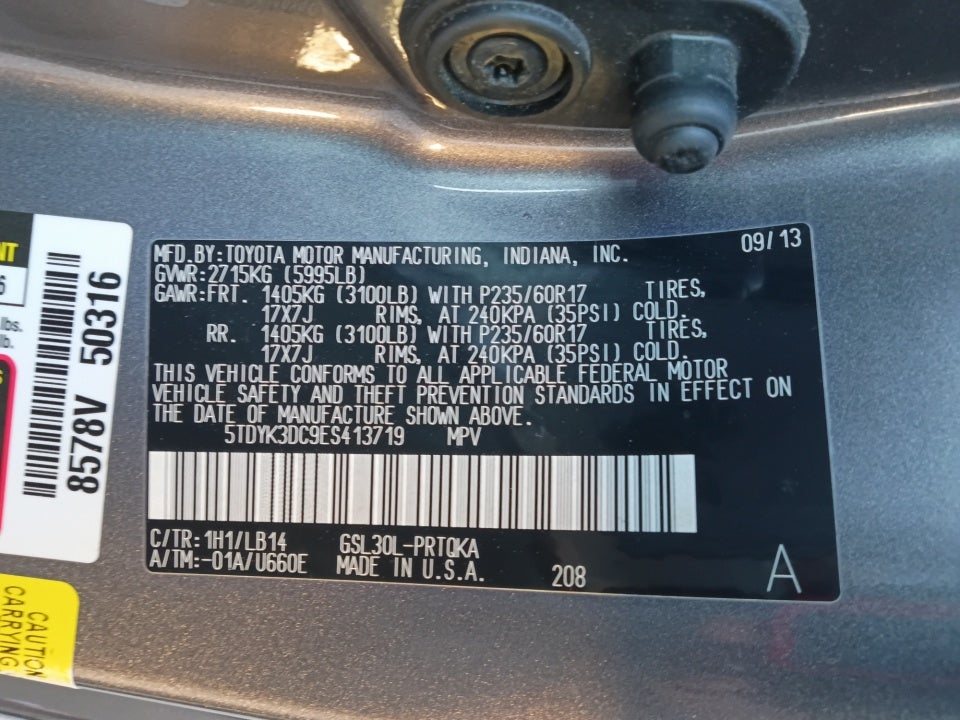 MFD.BY:TOYOTA MOTOR MANUFACTURING, INDIANA, INC. 09/13
GVWR:2715KG (5995LB)
GAWR:FRT. 1405KG (3100LB) WITH P235/60R17 TIRES,
17X7J RIMS, AT 240KPA (35PSI) COLD.
RR. 1405KG (3100LB) WITH P235/60R17 TIRES,
17X7J RIMS, AT 240KPA (35PSI) COLD.
THIS VEHICLE CONFORMS TO ALL APPLICABLE FEDERAL MOTOR
VEHICLE SAFETY AND THEFT PREVENTION STANDARDS IN EFFECT ON
THE DATE OF MANUFACTURE SHOWN ABOVE.
5TDYK3DC9ES413719 MPV
C/TR:1H1/LB14 GSL30L-PRTQKA
A/TM:-01A/U660E MADE IN U.S.A. 208 A
8578V 50316
lbs.
lb.
CAUTION
CARRYING